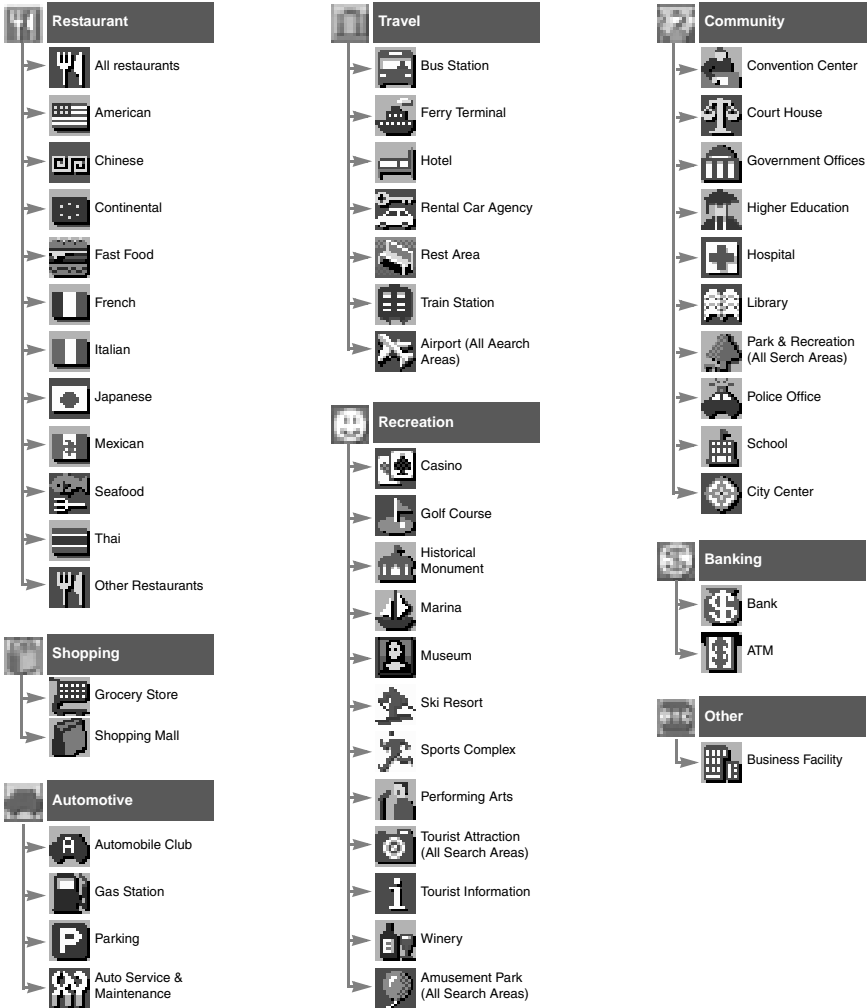 Restaurant
All restaurants
American
Chinese
Continental
Fast Food
French
Italian
Japanese
Mexican
Seafood
Thai
Other Restaurants
Shopping
Grocery Store
Shopping Mall
Automotive
A
Automobile Club
Gas Station
P
Parking
Auto Service &
Maintenance
Travel
Bus Station
Ferry Terminal
Hotel
Rental Car Agency
Rest Area
Train Station
Airport (All Aearch
Areas)
Recreation
Casino
Golf Course
Historical
Monument
Marina
Museum
Ski Resort
Sports Complex
Performing Arts
Tourist Attraction
(All Search Areas)
i
Tourist Information
Winery
Amusement Park
(All Search Areas)
Community
Convention Center
Court House
Government Offices
Higher Education
Hospital
Library
Park & Recreation
(All Serch Areas)
Police Office
School
City Center
Banking
$
Bank
$
ATM
etc
Other
Business Facility